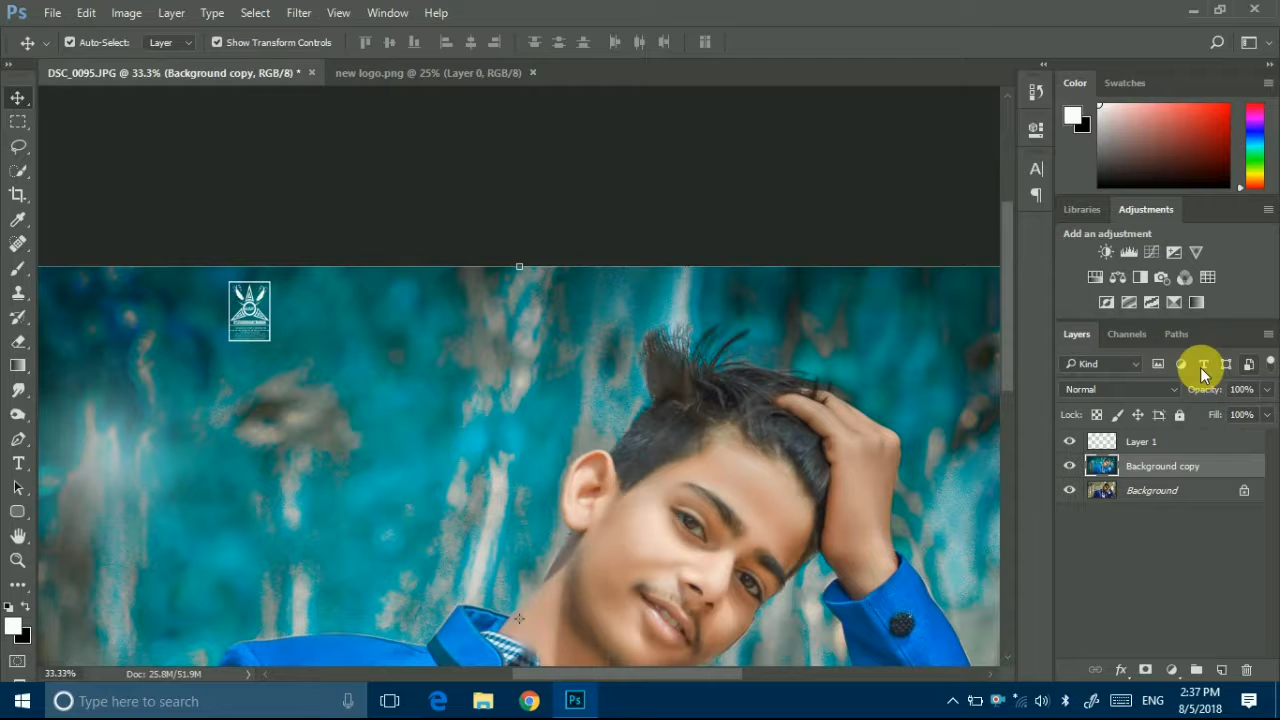 Ps File Edit Image Layer Type Select Filter View Window Help
Auto-Select: Layer Show Transform Controls
DSC_0095.JPG @ 33.3% (Background copy, RGB/8) * × new logo.png @ 25% (Layer 0, RGB/8) ×
Color Swatches
Libraries Adjustments
Add an adjustment
Layers Channels Paths
Kind
Normal Opacity: 100%
Lock: Fill: 100%
Layer 1
Background copy
Background
33.33% Doc: 25.8M/51.9M
Type here to search
Ps
ENG
2:37 PM
8/5/2018